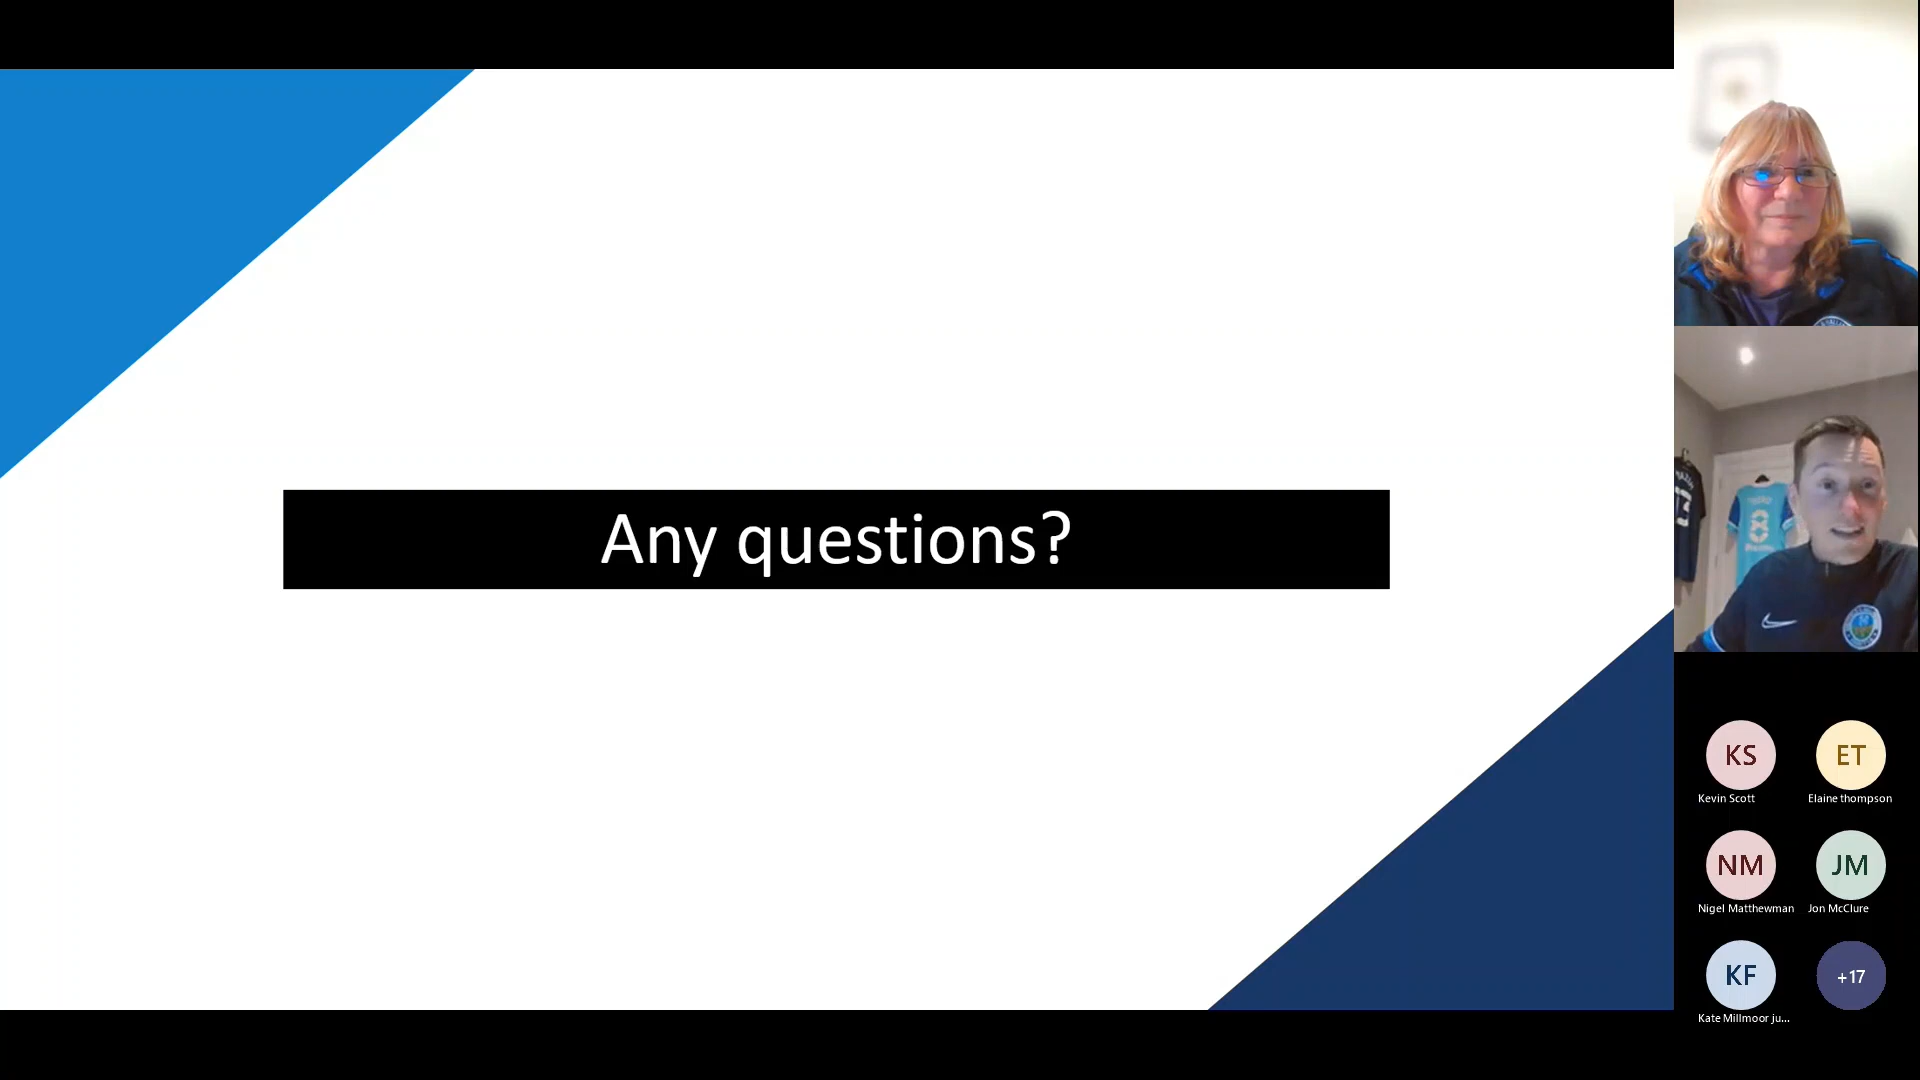 Any questions?
8
KS
ET
Kevin Scott
Elaine thompson
NM
JM
Nigel Matthewman
Jon McClure
KF
+17
Kate Millmoor ju...